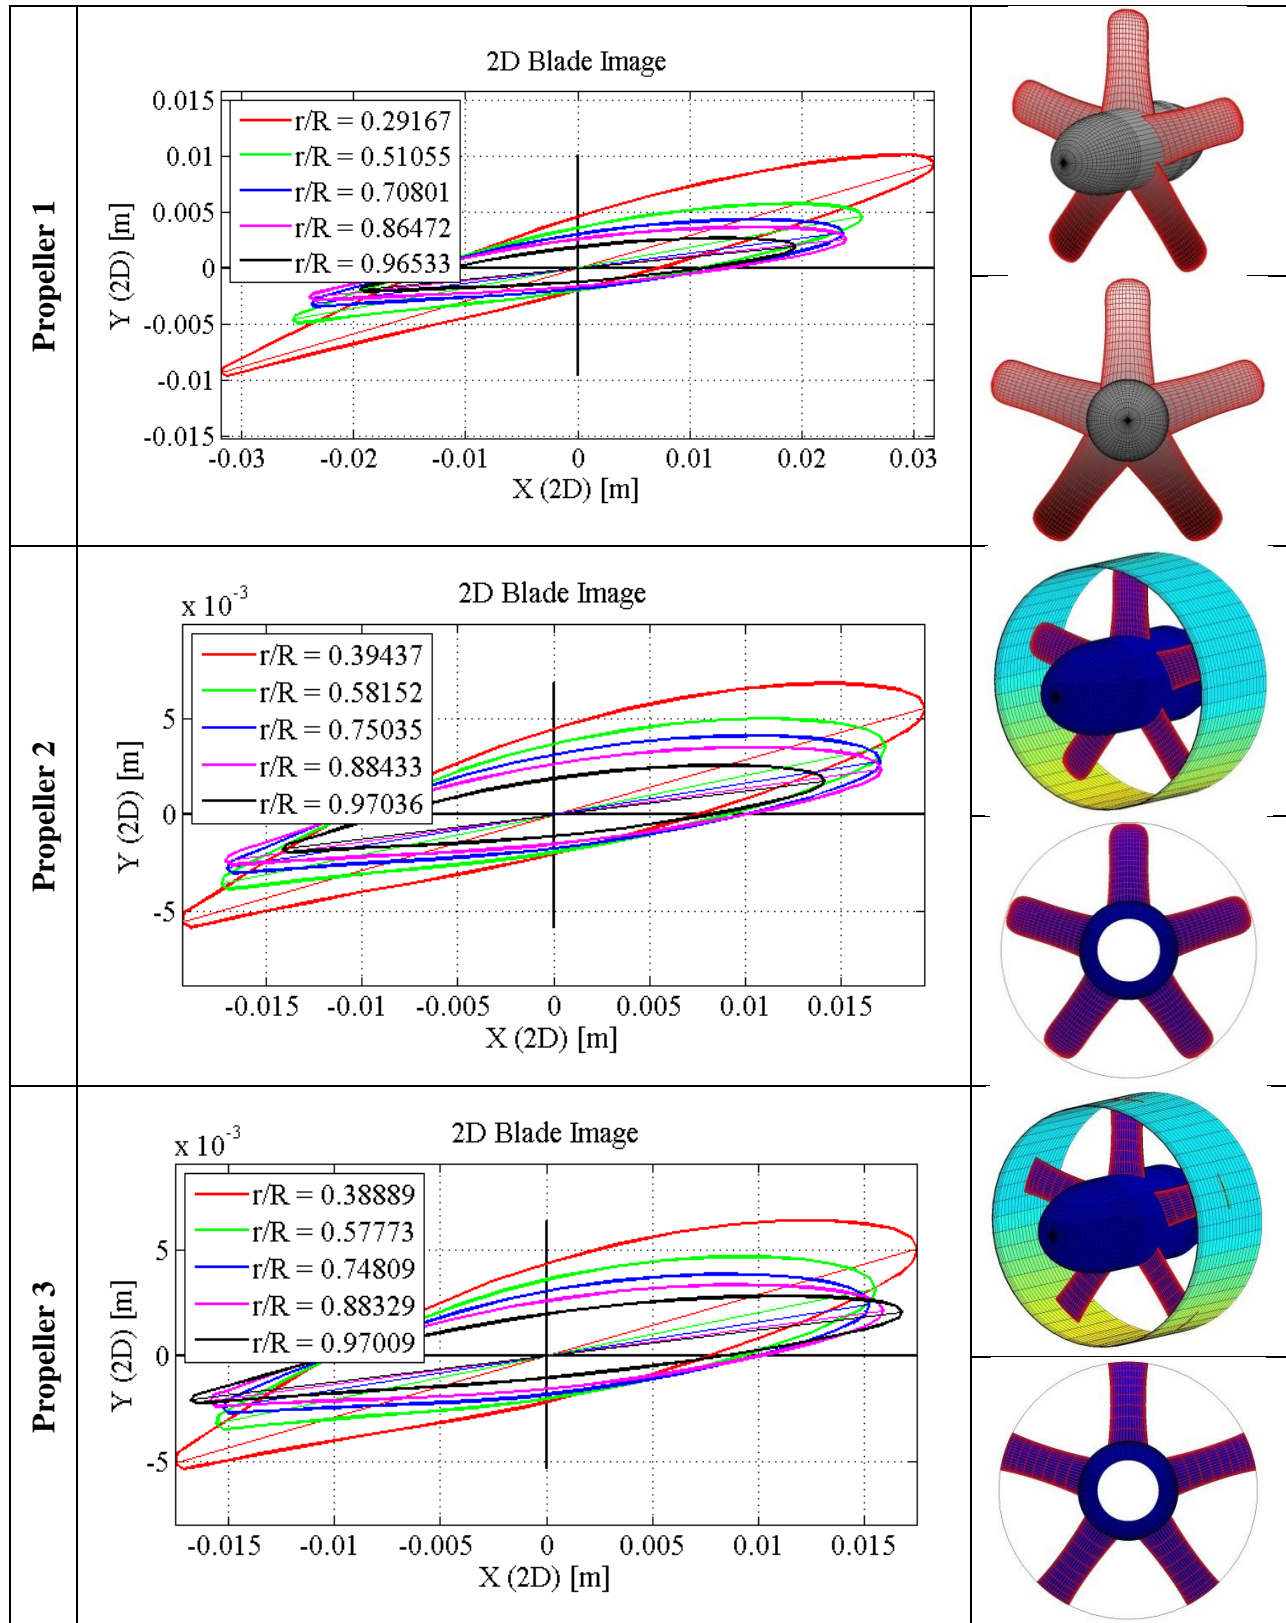 Propeller 1
2D Blade Image
r/R = 0.29167
r/R = 0.51055
r/R = 0.70801
r/R = 0.86472
r/R = 0.96533
0.015
0.01
0.005
0
-0.005
-0.01
-0.015
Y (2D) [m]
-0.03 -0.02 -0.01 0 0.01 0.02 0.03
X (2D) [m]
Propeller 2
x 10-3
2D Blade Image
r/R = 0.39437
r/R = 0.58152
r/R = 0.75035
r/R = 0.88433
r/R = 0.97036
5
0
-5
Y (2D) [m]
-0.015 -0.01 -0.005 0 0.005 0.01 0.015
X (2D) [m]
Propeller 3
x 10-3
2D Blade Image
r/R = 0.38889
r/R = 0.57773
r/R = 0.74809
r/R = 0.88329
r/R = 0.97009
5
0
-5
Y (2D) [m]
-0.015 -0.01 -0.005 0 0.005 0.01 0.015
X (2D) [m]